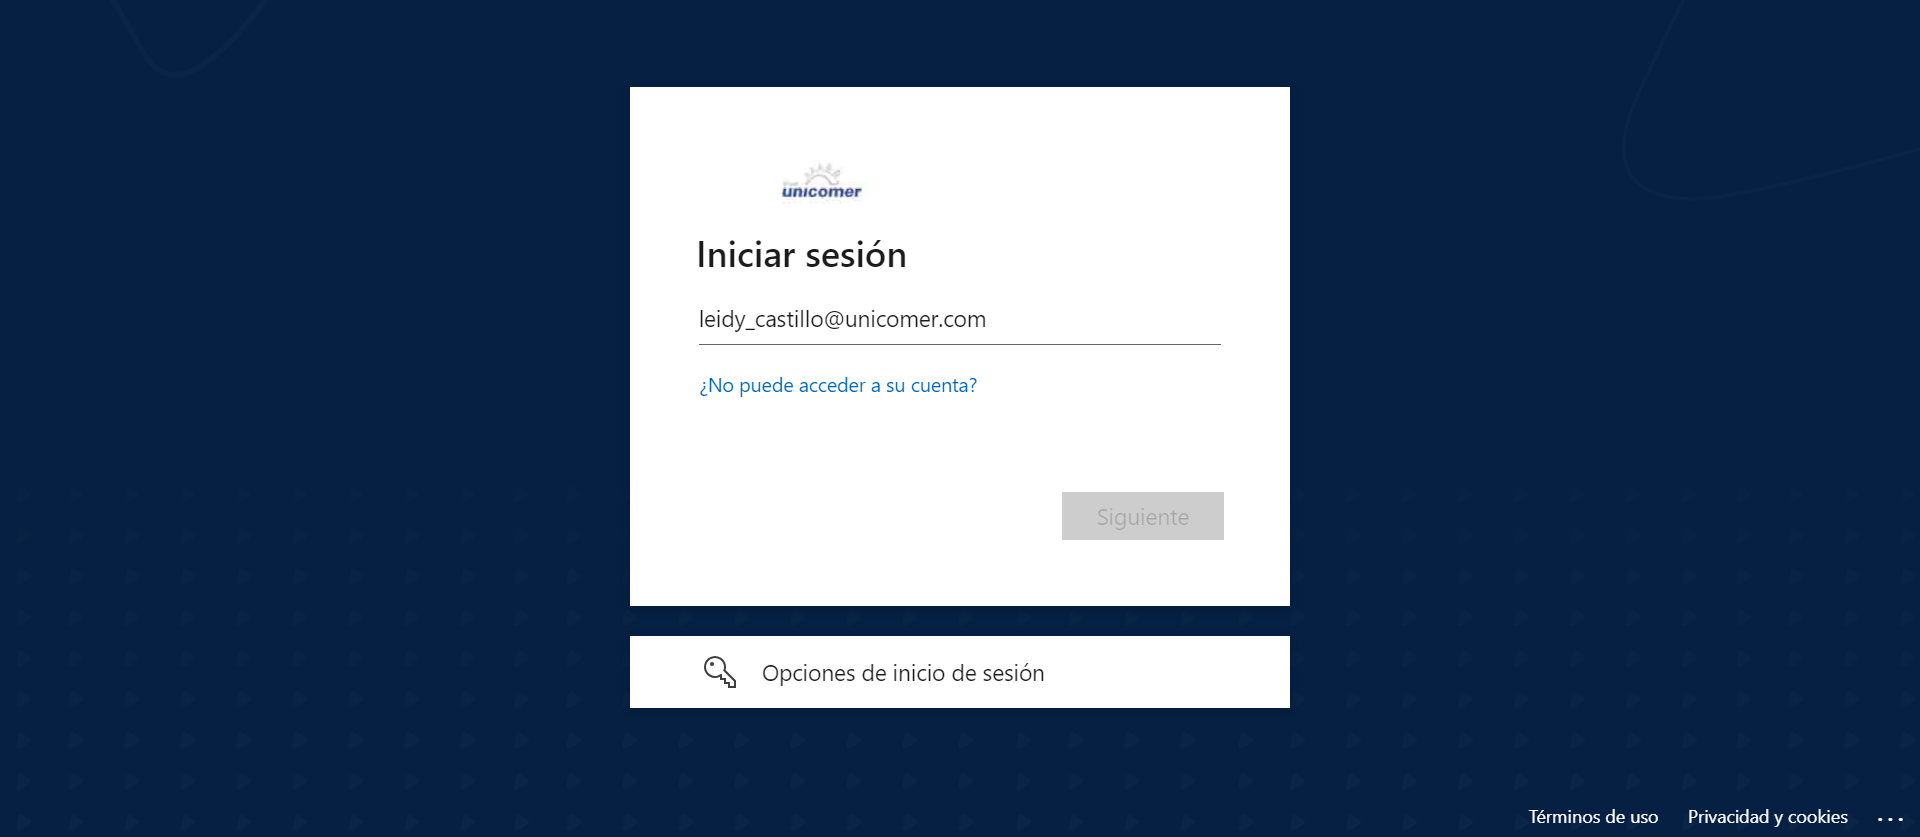 unicomer
Iniciar sesión
leidy_castillo@unicomer.com
¿No puede acceder a su cuenta?
Siguiente
Opciones de inicio de sesión
Términos de uso Privacidad y cookies ...